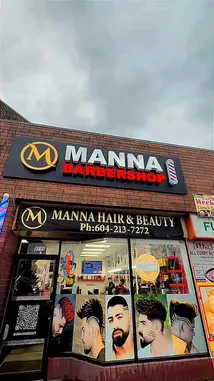 M
MANNA
BARBERSHOP
M
MANNA HAIR & BEAUTY
Ph:604-213-7272